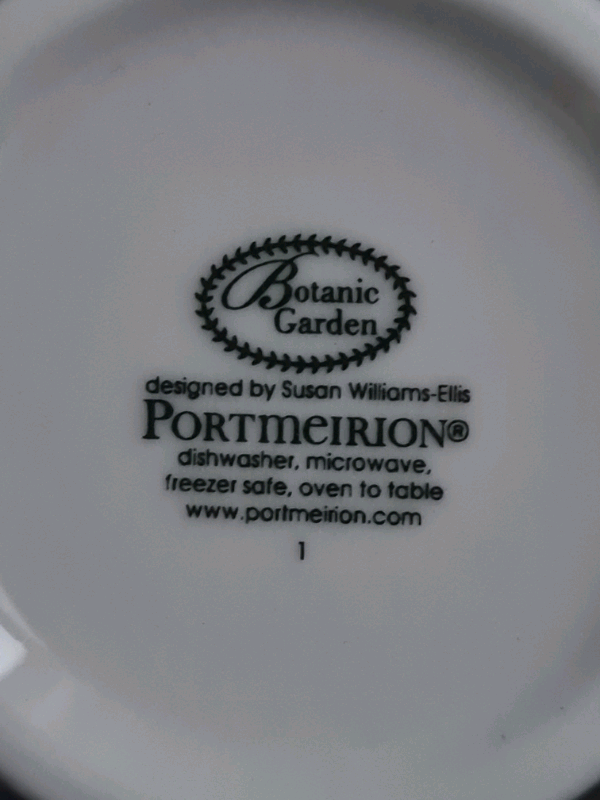 Botanic
Garden
designed by Susan Williams-Ellis
PORTMEIRION®
dishwasher, microwave,
freezer safe, oven to table
www.portmeirion.com
1